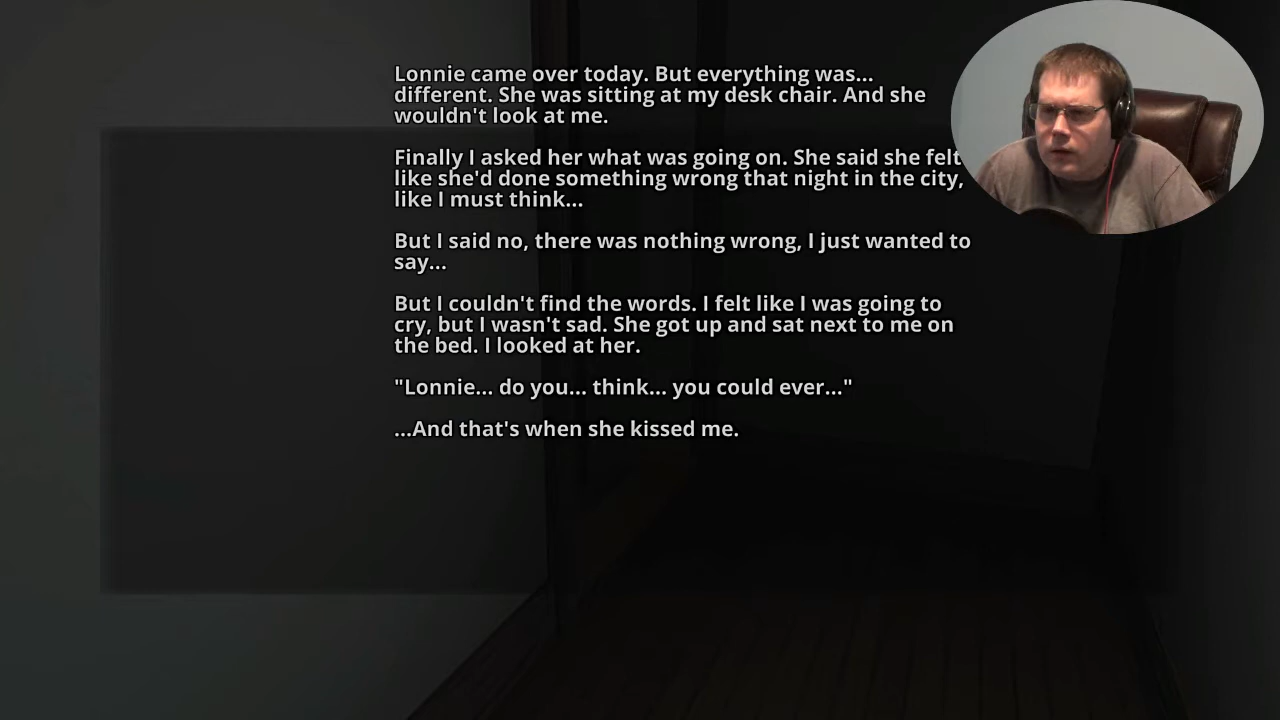 Lonnie came over today. But everything was...
different. She was sitting at my desk chair. And she
wouldn't look at me.
Finally I asked her what was going on. She said she felt
like she'd done something wrong that night in the city,
like I must think...
But I said no, there was nothing wrong, I just wanted to
say...
But I couldn't find the words. I felt like I was going to
cry, but I wasn't sad. She got up and sat next to me on
the bed. I looked at her.
"Lonnie... do you... think... you could ever..."
...And that's when she kissed me.